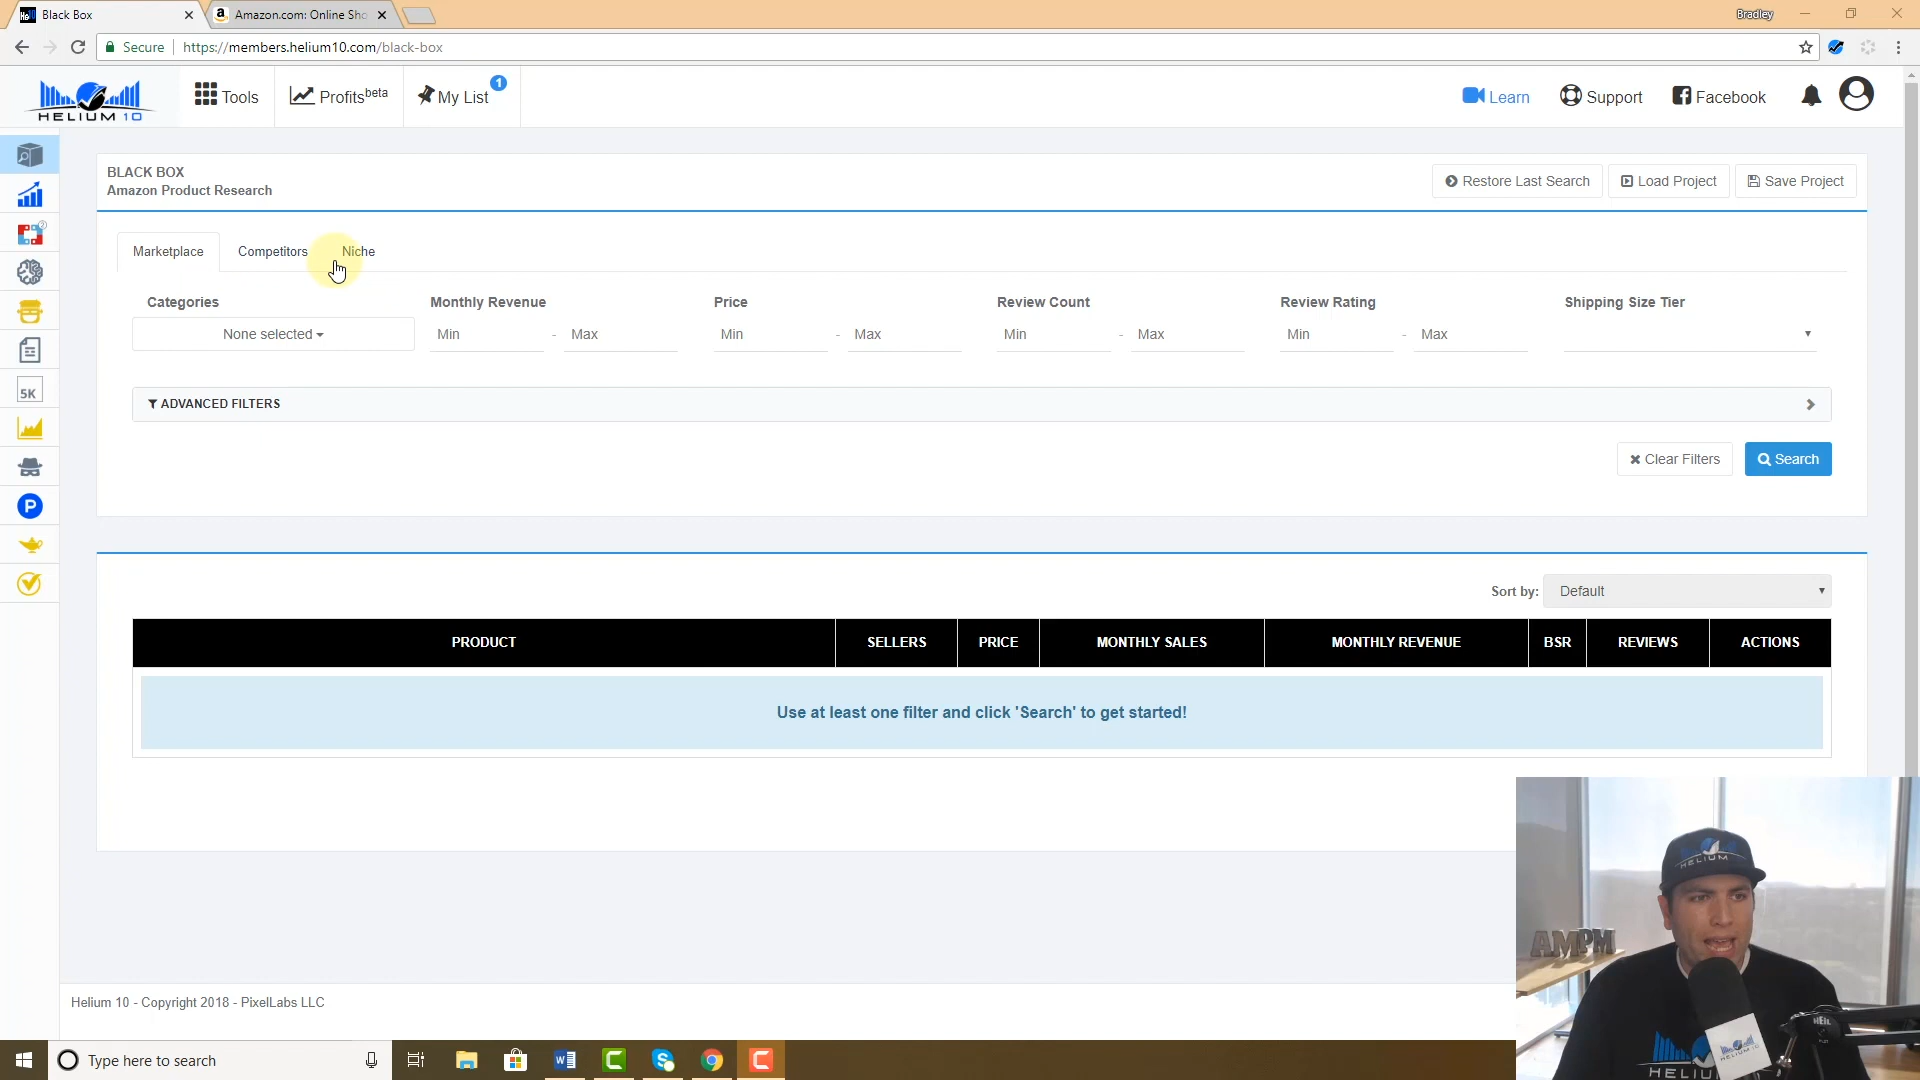 Black Box
Amazon.com: Online Sho
Bradley
Secure
https://members.helium10.com/black-box
HELIUM 10
Tools
Profits beta
My List
1
Learn
Support
Facebook
BLACK BOX
Amazon Product Research
Restore Last Search
Load Project
Save Project
Marketplace
Competitors
Niche
Categories
Monthly Revenue
Price
Review Count
Review Rating
Shipping Size Tier
None selected
Min - Max
Min - Max
Min - Max
Min - Max
ADVANCED FILTERS
5K
Clear Filters
Search
P
Sort by: Default
PRODUCT
SELLERS
PRICE
MONTHLY SALES
MONTHLY REVENUE
BSR
REVIEWS
ACTIONS
Use at least one filter and click 'Search' to get started!
HELIUM
AMPM
Helium 10 - Copyright 2018 - PixelLabs LLC
Type here to search